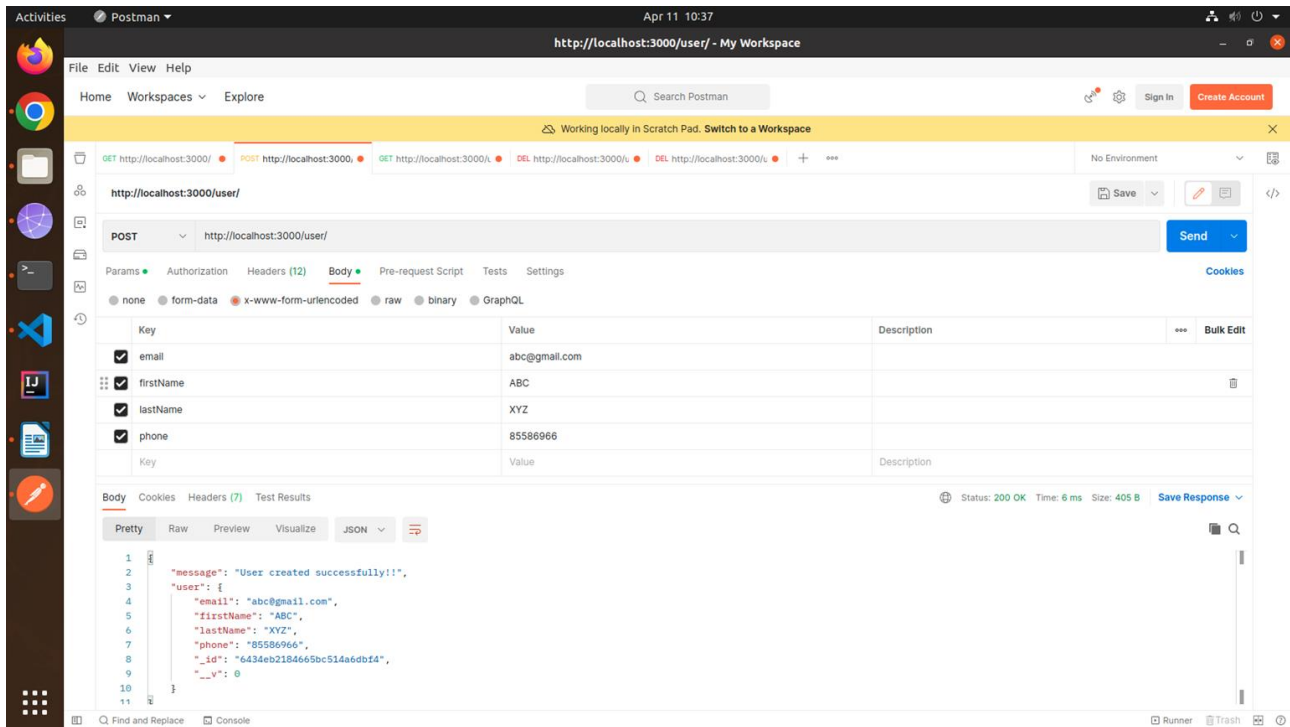 Activities Postman Apr 11 10:37
http://localhost:3000/user/ - My Workspace
File Edit View Help
Home Workspaces Explore Search Postman Sign In Create Account
Working locally in Scratch Pad. Switch to a Workspace
GET http://localhost:3000/ POST http://localhost:3000, GET http://localhost:3000/u DEL http://localhost:3000/u DEL http://localhost:3000/u No Environment
http://localhost:3000/user/ Save </>
POST http://localhost:3000/user/ Send
Params Authorization Headers (12) Body Pre-request Script Tests Settings Cookies
none form-data x-www-form-urlencoded raw binary GraphQL
Key Value Description Bulk Edit
email abc@gmail.com
firstName ABC
lastName XYZ
phone 85586966
Key Value Description
Body Cookies Headers (7) Test Results Status: 200 OK Time: 6 ms Size: 405 B Save Response
Pretty Raw Preview Visualize JSON
1 {
2 "message": "User created successfully!!",
3 "user": {
4 "email": "abc@gmail.com",
5 "firstName": "ABC",
6 "lastName": "XYZ",
7 "phone": "85586966",
8 "_id": "6434eb2184665bc514a6dbf4",
9 "__v": 0
10 }
11 }
Find and Replace Console Runner Trash